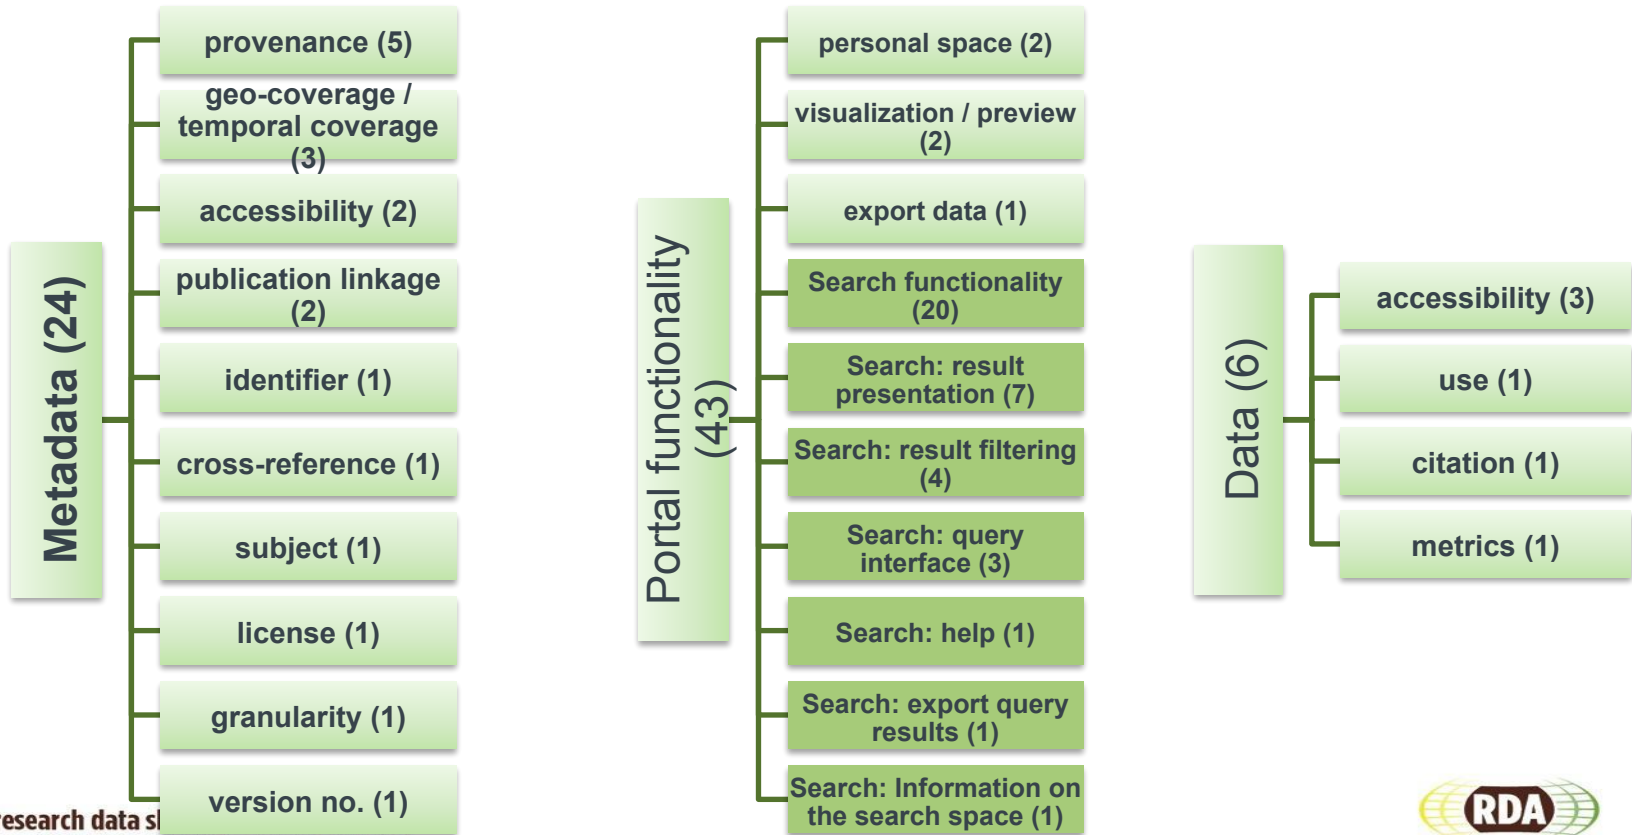 Metadata (24)
provenance (5)
geo-coverage /
temporal coverage
(3)
accessibility (2)
publication linkage
(2)
identifier (1)
cross-reference (1)
subject (1)
license (1)
granularity (1)
version no. (1)
Portal functionality
(43)
personal space (2)
visualization / preview
(2)
export data (1)
Search functionality
(20)
Search: result
presentation (7)
Search: result filtering
(4)
Search: query
interface (3)
Search: help (1)
Search: export query
results (1)
Search: Information on
the search space (1)
Data (6)
accessibility (3)
use (1)
citation (1)
metrics (1)
research data
RDA